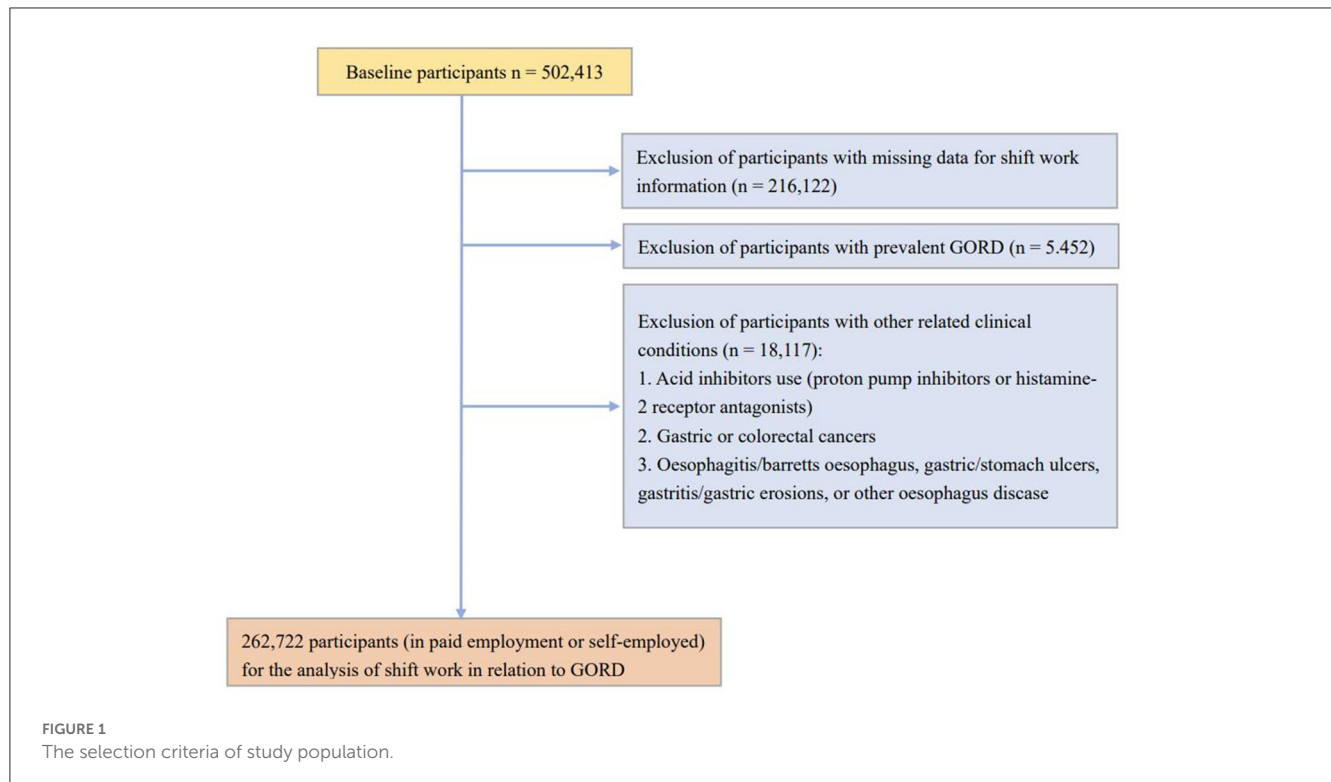 Baseline participants n = 502,413
Exclusion of participants with missing data for shift work
information (n = 216,122)
Exclusion of participants with prevalent GORD (n = 5.452)
Exclusion of participants with other related clinical
conditions (n = 18,117):
1. Acid inhibitors use (proton pump inhibitors or histamine-
2 receptor antagonists)
2. Gastric or colorectal cancers
3. Oesophagitis/barretts oesophagus, gastric/stomach ulcers,
gastritis/gastric erosions, or other oesophagus disease
262,722 participants (in paid employment or self-employed)
for the analysis of shift work in relation to GORD
FIGURE 1
The selection criteria of study population.